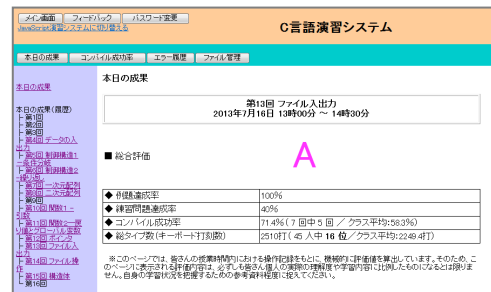 メイン画面 フィードバック パスワード変更
JavaScript演習システムに切り替える
C言語演習システム
本日の成果 コンパイル成功率 エラー履歴 ファイル管理
本日の成果
本日の成果(履歴)
├ 第1回
├ 第2回
├ 第3回
├ 第4回 データの入出力
├ 第5回 制御構造1 -条件分岐
├ 第6回 制御構造2 -繰り返し
├ 第7回 一次元配列
├ 第8回 二次元配列
├ 第9回
├ 第10回 関数1 - 引数
├ 第11回 関数2－戻り値とグローバル変数
├ 第12回 ポインタ
├ 第13回 ファイル入出力
├ 第14回 ファイル操作
├ 第15回 構造体
└ 第16回
本日の成果
第13回 ファイル入出力
2013年7月16日 13時00分 ～ 14時30分
■ 総合評価
A
◆ 例題達成率 100%
◆ 練習問題達成率 40%
◆ コンパイル成功率 71.4%( 7 回中 5 回 ／ クラス平均:58.3%)
◆ 総タイプ数(キーボード打刻数) 2510打( 45 人中 16 位／クラス平均:2249.4打)
※このページでは、皆さんの授業時間内における操作記録をもとに、機械的に評価値を算出しています。そのため、このページに表示される評価内容は、必ずしも皆さん個人の実際の理解度や学習内容に比例したものになるとは限りません。自身の学習状況を把握するための参考資料程度に捉えてください。